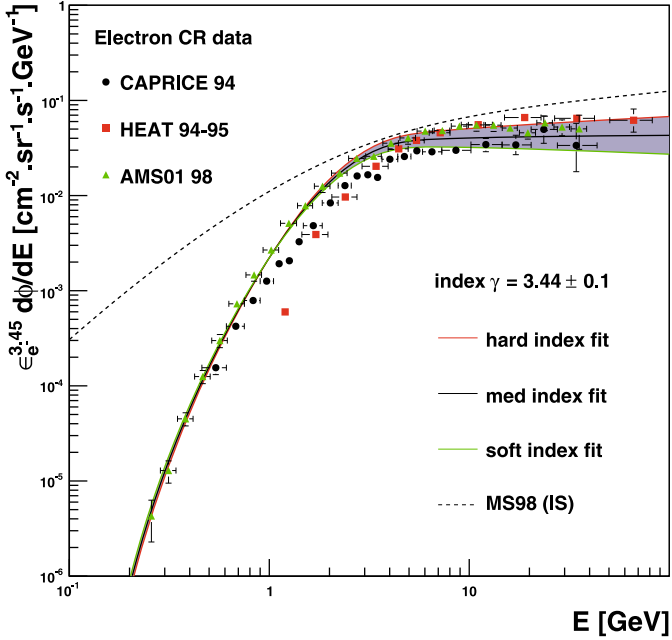 ϵₑ³·⁴⁵ dϕ/dE [cm⁻².sr⁻¹.s⁻¹.GeV⁻¹]
1
10⁻¹
10⁻²
10⁻³
10⁻⁴
10⁻⁵
10⁻⁶
Electron CR data
CAPRICE 94
HEAT 94-95
AMS01 98
index γ = 3.44 ± 0.1
hard index fit
med index fit
soft index fit
MS98 (IS)
10⁻¹ 1 10
E [GeV]